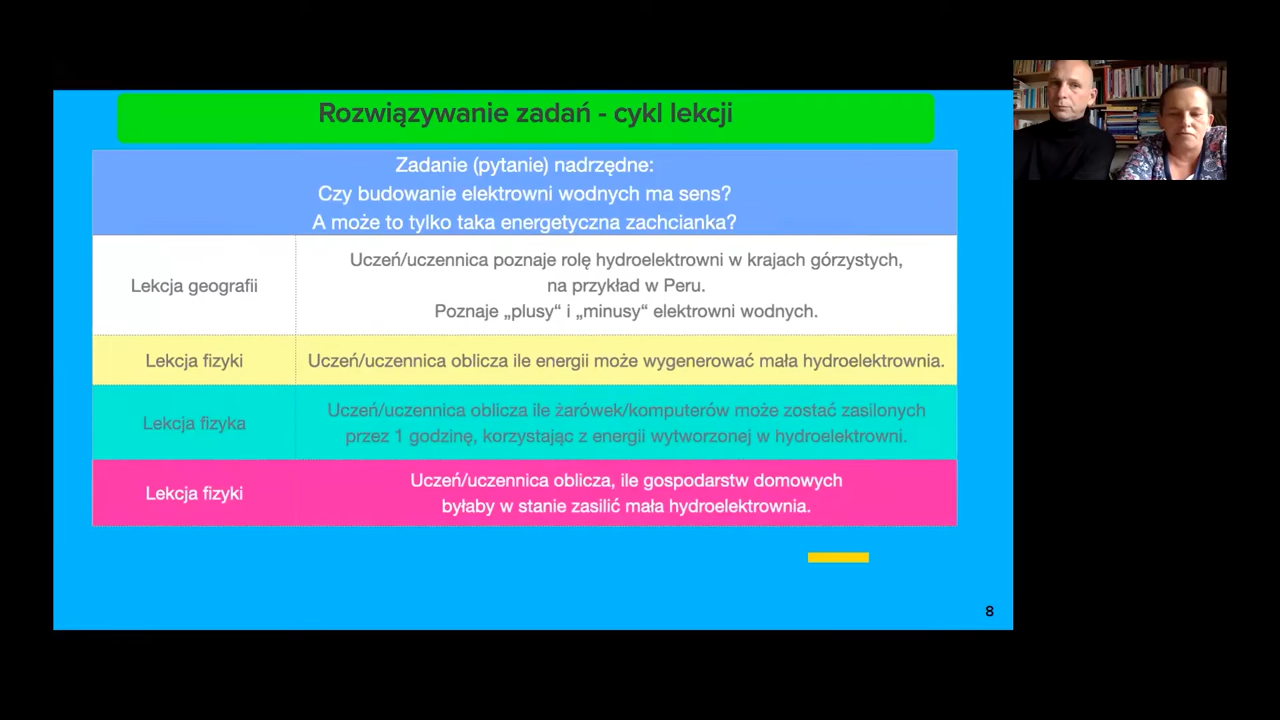 Rozwiązywanie zadań - cykl lekcji
Zadanie (pytanie) nadrzędne:
Czy budowanie elektrowni wodnych ma sens?
A może to tylko taka energetyczna zachcianka?
Lekcja geografii
Uczeń/uczennica poznaje rolę hydroelektrowni w krajach górzystych,
na przykład w Peru.
Poznaje „plusy“ i „minusy“ elektrowni wodnych.
Lekcja fizyki
Uczeń/uczennica oblicza ile energii może wygenerować mała hydroelektrownia.
Lekcja fizyka
Uczeń/uczennica oblicza ile żarówek/komputerów może zostać zasilonych
przez 1 godzinę, korzystając z energii wytworzonej w hydroelektrowni.
Lekcja fizyki
Uczeń/uczennica oblicza, ile gospodarstw domowych
byłaby w stanie zasilić mała hydroelektrownia.
8